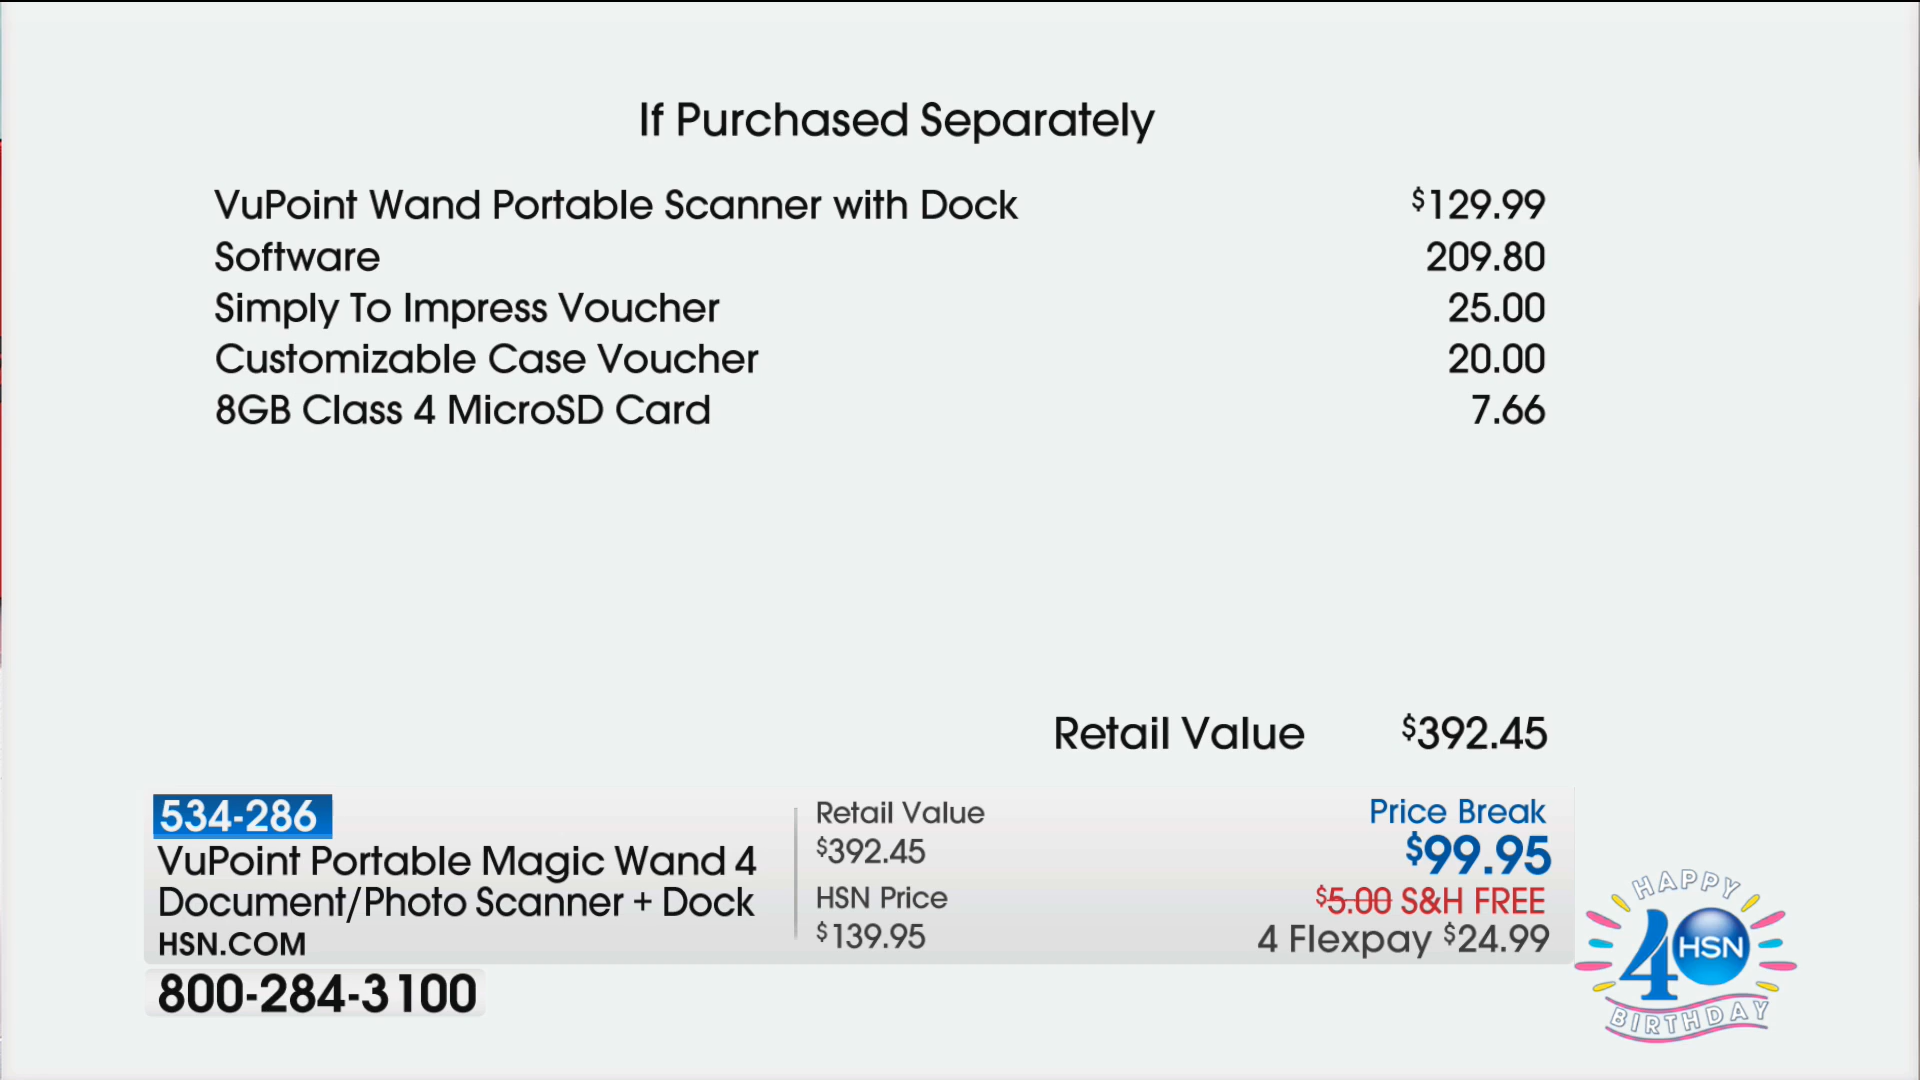 If Purchased Separately
VuPoint Wand Portable Scanner with Dock $129.99
Software 209.80
Simply To Impress Voucher 25.00
Customizable Case Voucher 20.00
8GB Class 4 MicroSD Card 7.66
Retail Value $392.45
534-286
VuPoint Portable Magic Wand 4
Document/Photo Scanner + Dock
HSN.COM
800-284-3100
Retail Value
$392.45
HSN Price
$139.95
Price Break
$99.95
$5.00 S&H FREE
4 Flexpay $24.99
HAPPY
40 HSN
BIRTHDAY